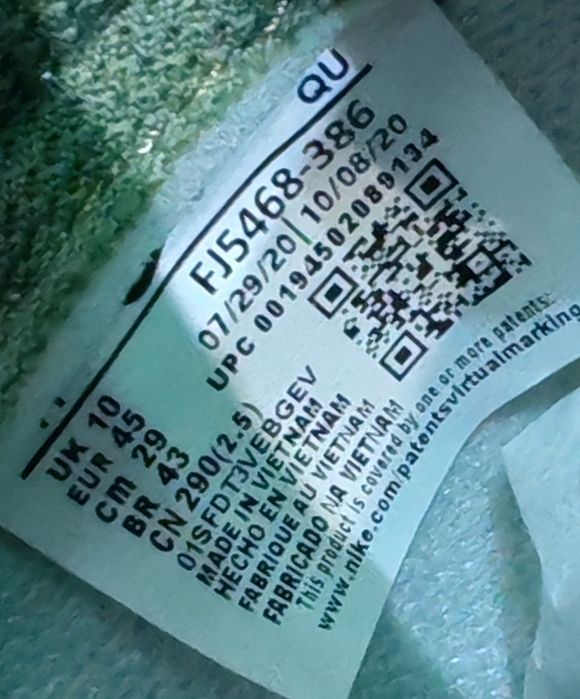 QU
FJ5468-386
07/29/20 10/08/20
UPC 00194502089134
UK 10
EUR 45
cm 29
BR 43
CN 290(2.5)
01SFDT3VEBGEV
MADE IN VIETNAM
HECHO EN VIETNAM
FABRIQUE AU VIETNAM
FABRICADO NA VIETNAM
This product is covered by one or more patents:
www.nike.com/patentsvirtualmarking